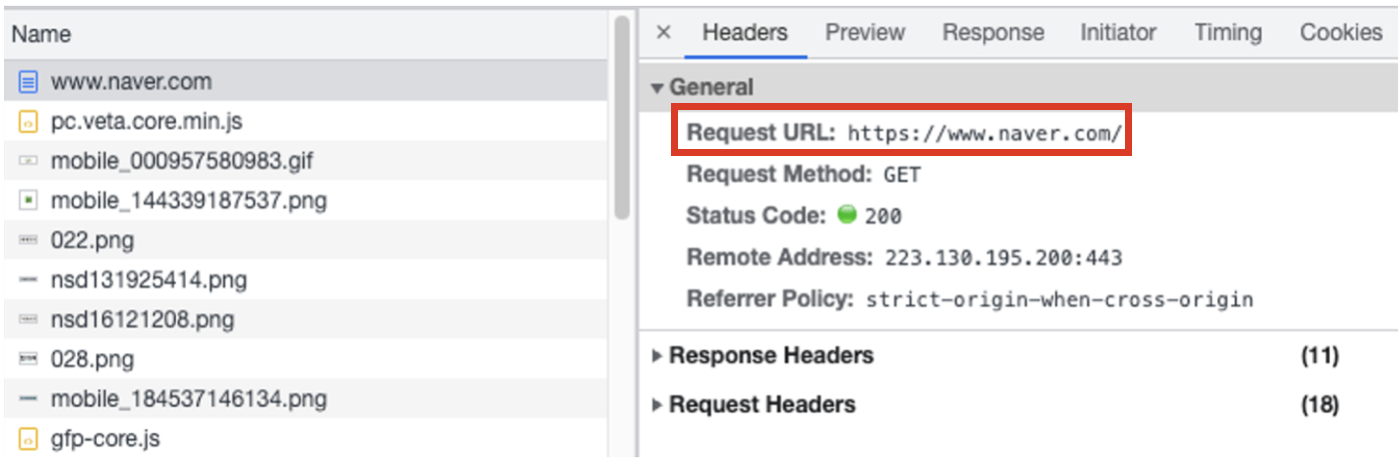 Name
www.naver.com
pc.veta.core.min.js
mobile_000957580983.gif
mobile_144339187537.png
022.png
nsd131925414.png
nsd16121208.png
028.png
mobile_184537146134.png
gfp-core.js
× Headers Preview Response Initiator Timing Cookies
▼ General
Request URL: https://www.naver.com/
Request Method: GET
Status Code: 200
Remote Address: 223.130.195.200:443
Referrer Policy: strict-origin-when-cross-origin
▶ Response Headers (11)
▶ Request Headers (18)